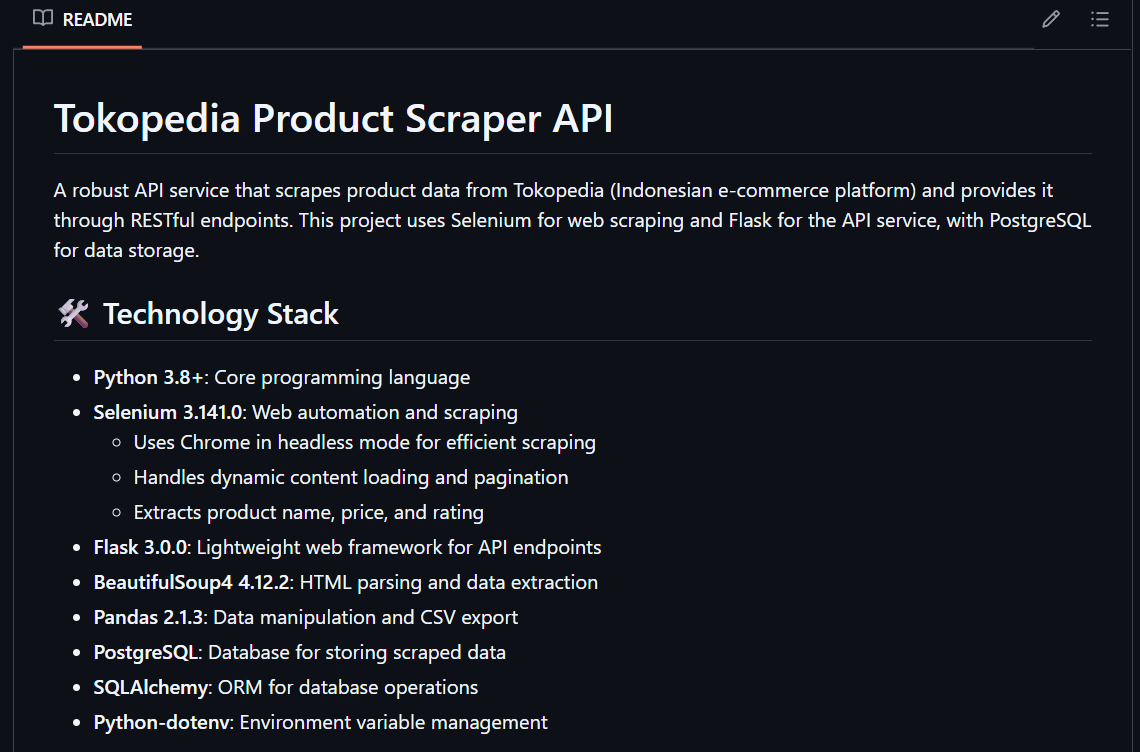 README
Tokopedia Product Scraper API
A robust API service that scrapes product data from Tokopedia (Indonesian e-commerce platform) and provides it
through RESTful endpoints. This project uses Selenium for web scraping and Flask for the API service, with PostgreSQL
for data storage.
🛠️ Technology Stack
• Python 3.8+: Core programming language
• Selenium 3.141.0: Web automation and scraping
◦ Uses Chrome in headless mode for efficient scraping
◦ Handles dynamic content loading and pagination
◦ Extracts product name, price, and rating
• Flask 3.0.0: Lightweight web framework for API endpoints
• BeautifulSoup4 4.12.2: HTML parsing and data extraction
• Pandas 2.1.3: Data manipulation and CSV export
• PostgreSQL: Database for storing scraped data
• SQLAlchemy: ORM for database operations
• Python-dotenv: Environment variable management